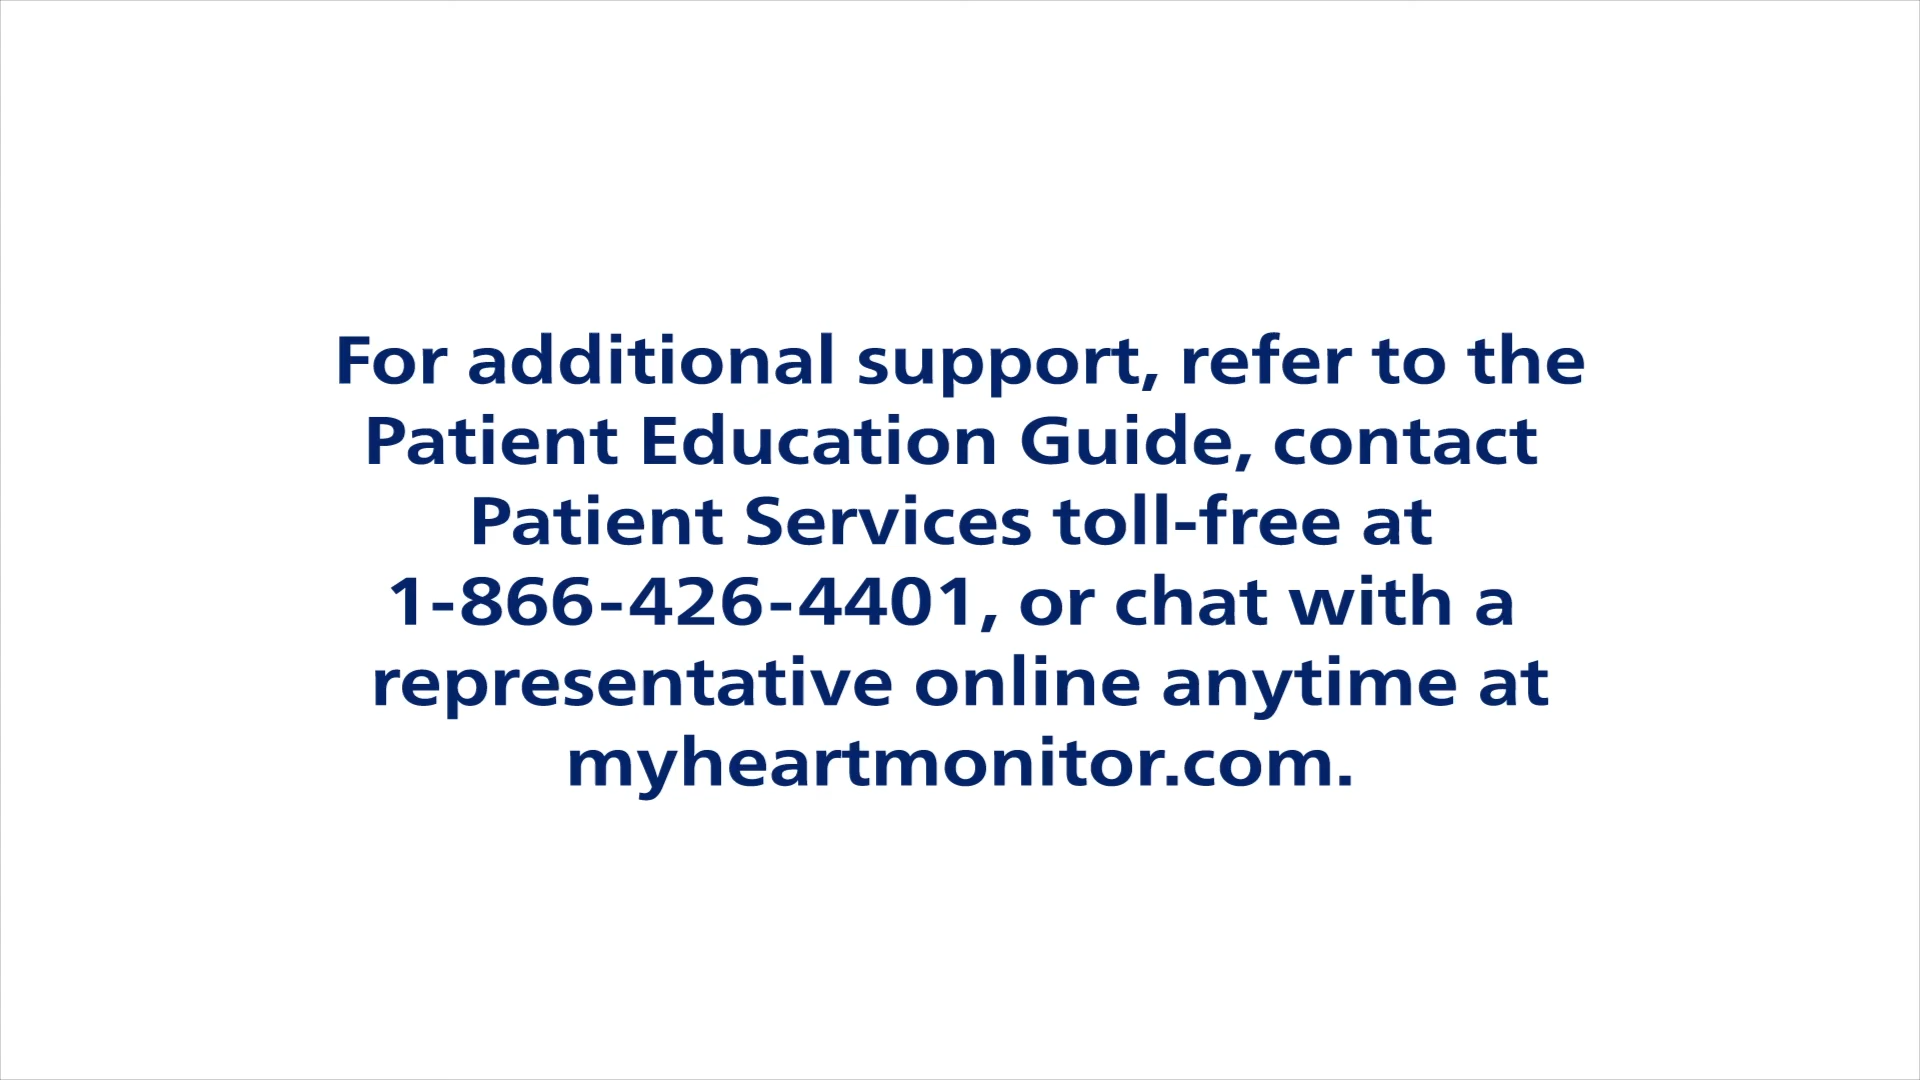 For additional support, refer to the
Patient Education Guide, contact
Patient Services toll-free at
1-866-426-4401, or chat with a
representative online anytime at
myheartmonitor.com.